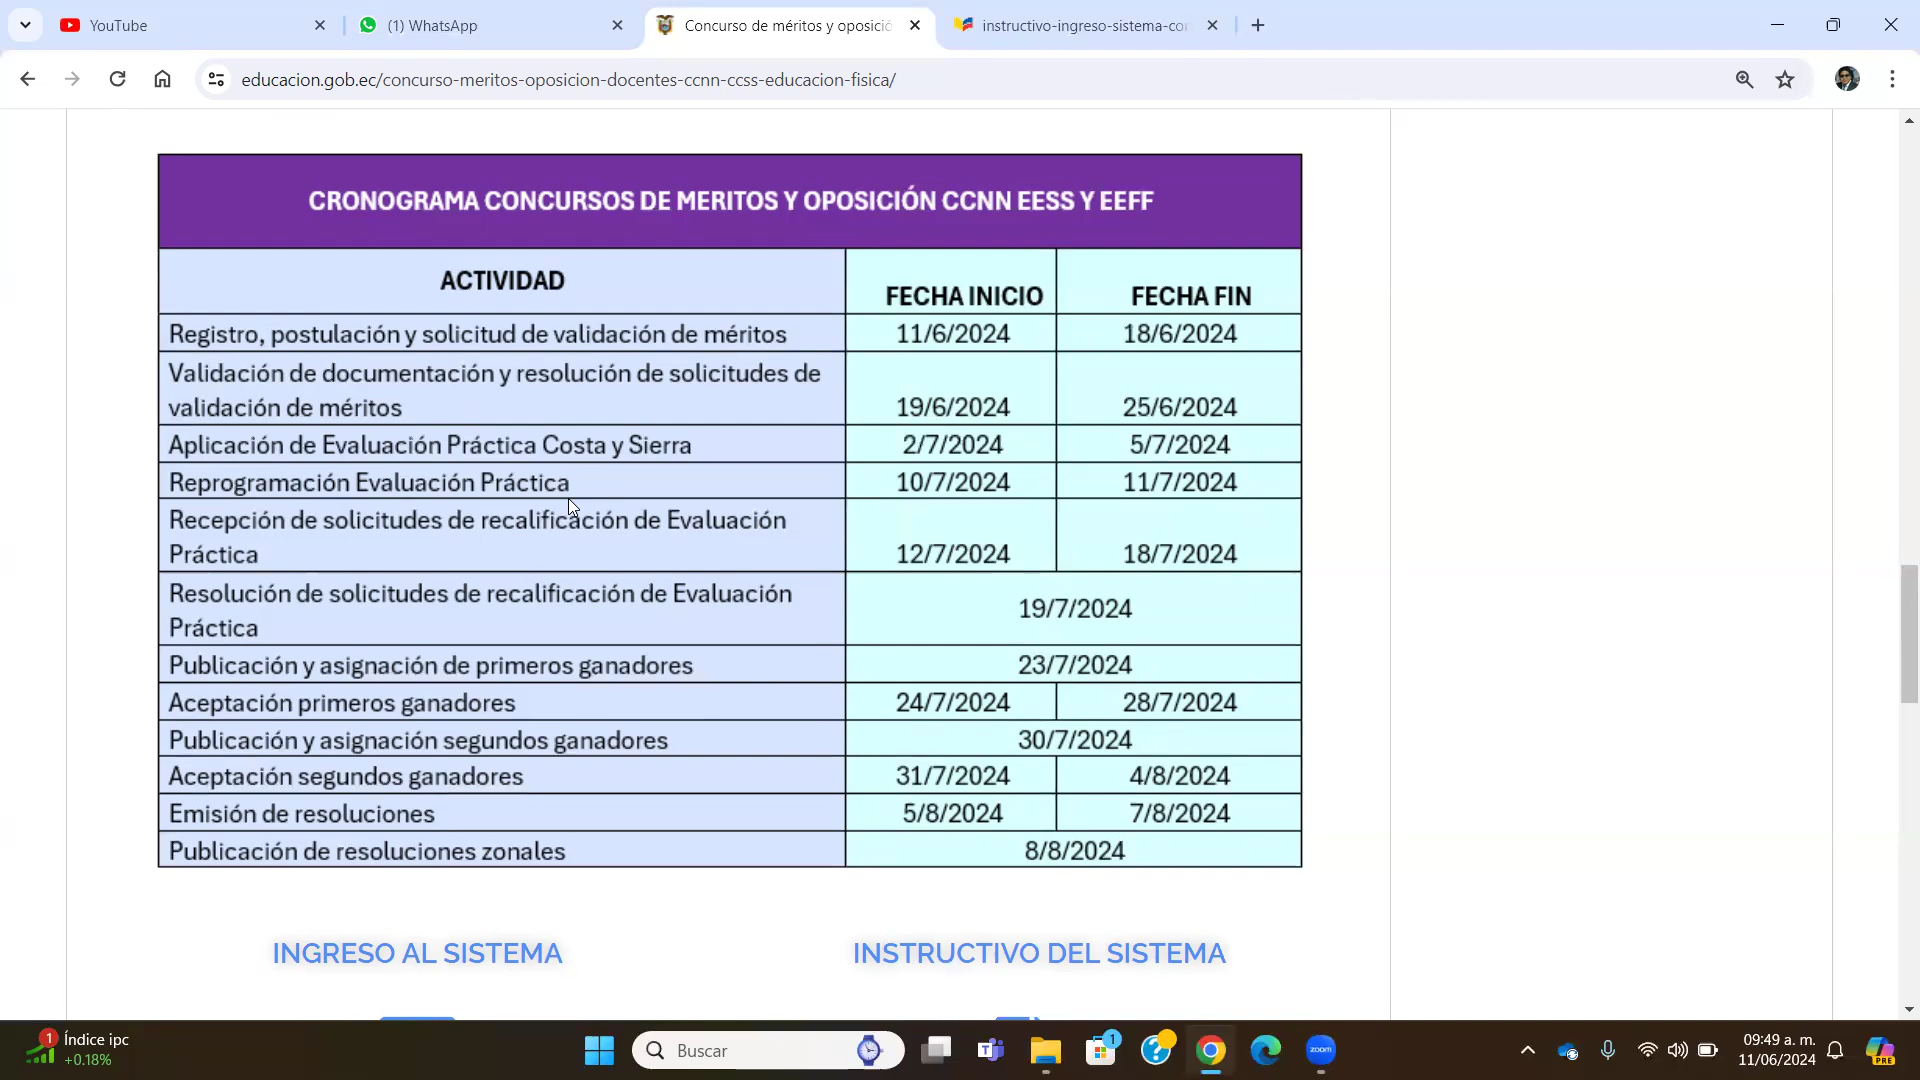 YouTube
(1) WhatsApp
Concurso de méritos y oposició
instructivo-ingreso-sistema-con
educacion.gob.ec/concurso-meritos-oposicion-docentes-ccnn-ccss-educacion-fisica/
CRONOGRAMA CONCURSOS DE MERITOS Y OPOSICIÓN CCNN EESS Y EEFF
ACTIVIDAD FECHA INICIO FECHA FIN
Registro, postulación y solicitud de validación de méritos 11/6/2024 18/6/2024
Validación de documentación y resolución de solicitudes de
validación de méritos 19/6/2024 25/6/2024
Aplicación de Evaluación Práctica Costa y Sierra 2/7/2024 5/7/2024
Reprogramación Evaluación Práctica 10/7/2024 11/7/2024
Recepción de solicitudes de recalificación de Evaluación
Práctica 12/7/2024 18/7/2024
Resolución de solicitudes de recalificación de Evaluación
Práctica 19/7/2024
Publicación y asignación de primeros ganadores 23/7/2024
Aceptación primeros ganadores 24/7/2024 28/7/2024
Publicación y asignación segundos ganadores 30/7/2024
Aceptación segundos ganadores 31/7/2024 4/8/2024
Emisión de resoluciones 5/8/2024 7/8/2024
Publicación de resoluciones zonales 8/8/2024
INGRESO AL SISTEMA INSTRUCTIVO DEL SISTEMA
1
Índice ipc
+0.18%
Buscar
1
zoom
09:49 a. m.
11/06/2024
PRE